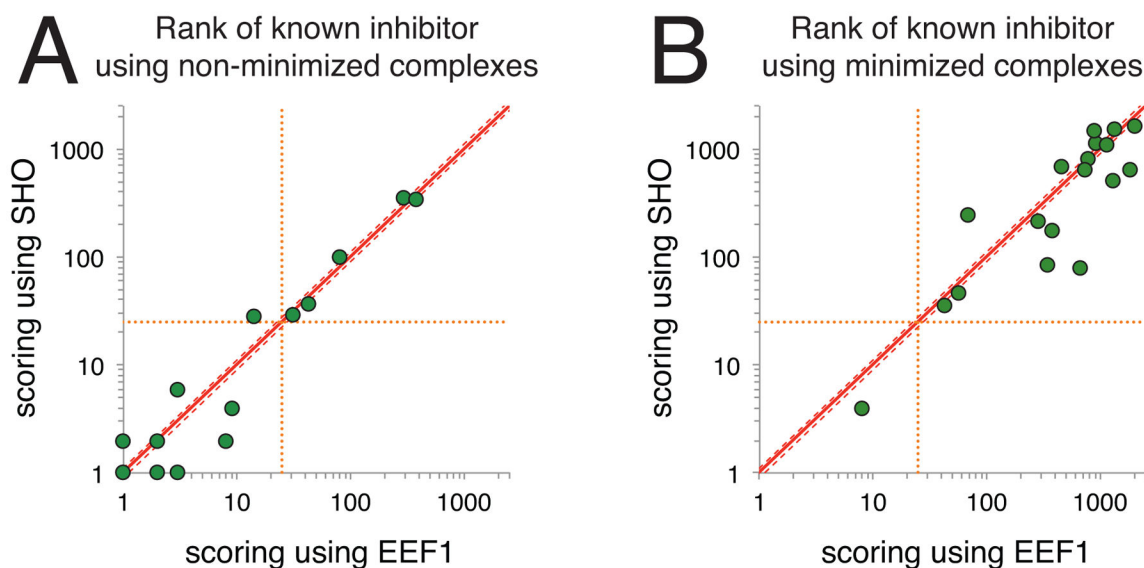 A
Rank of known inhibitor
using non-minimized complexes
scoring using SHO
1000
100
10
1
1
10
100
1000
scoring using EEF1
B
Rank of known inhibitor
using minimized complexes
scoring using SHO
1000
100
10
1
1
10
100
1000
scoring using EEF1